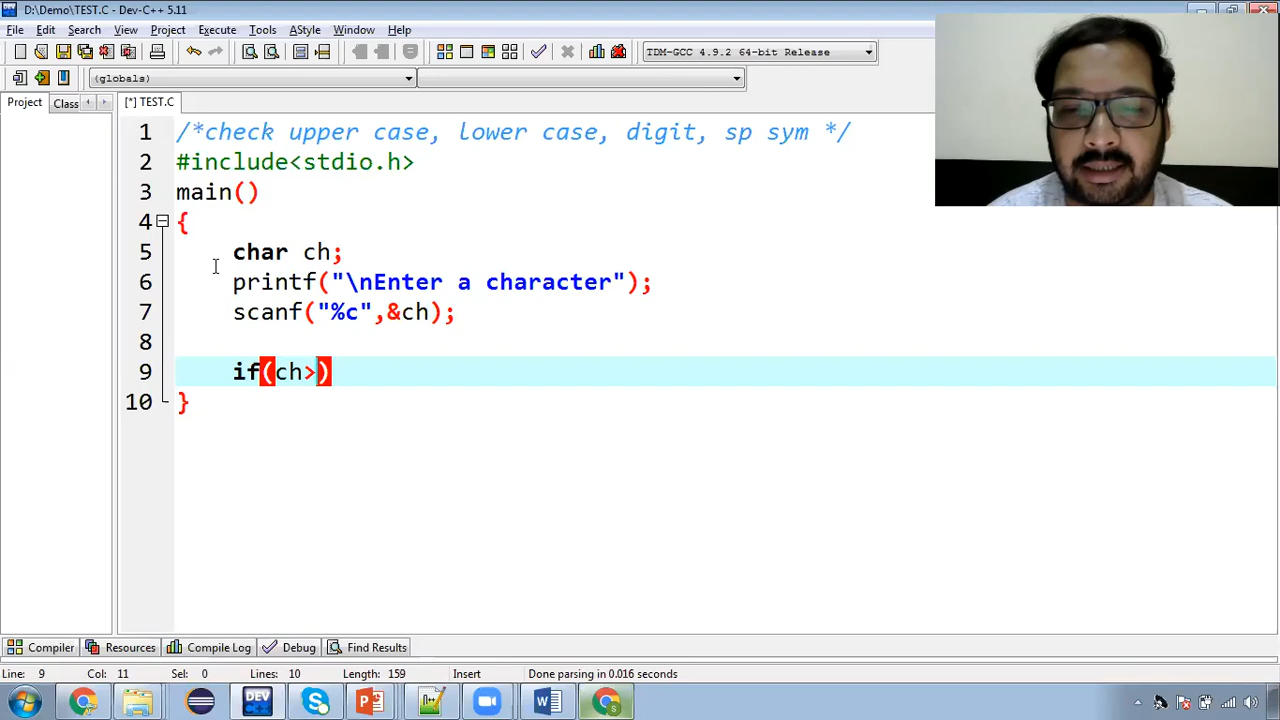 D:\Demo\TEST.C - Dev-C++ 5.11
File Edit Search View Project Execute Tools AStyle Window Help
TDM-GCC 4.9.2 64-bit Release
(globals)
Project Class [*] TEST.C
1 /*check upper case, lower case, digit, sp sym */
2 #include<stdio.h>
3 main()
4 {
5 char ch;
6 printf("\nEnter a character");
7 scanf("%c",&ch);
8
9 if(ch>)
10 }
Compiler Resources Compile Log Debug Find Results
Line: 9 Col: 11 Sel: 0 Lines: 10 Length: 159 Insert Done parsing in 0.016 seconds